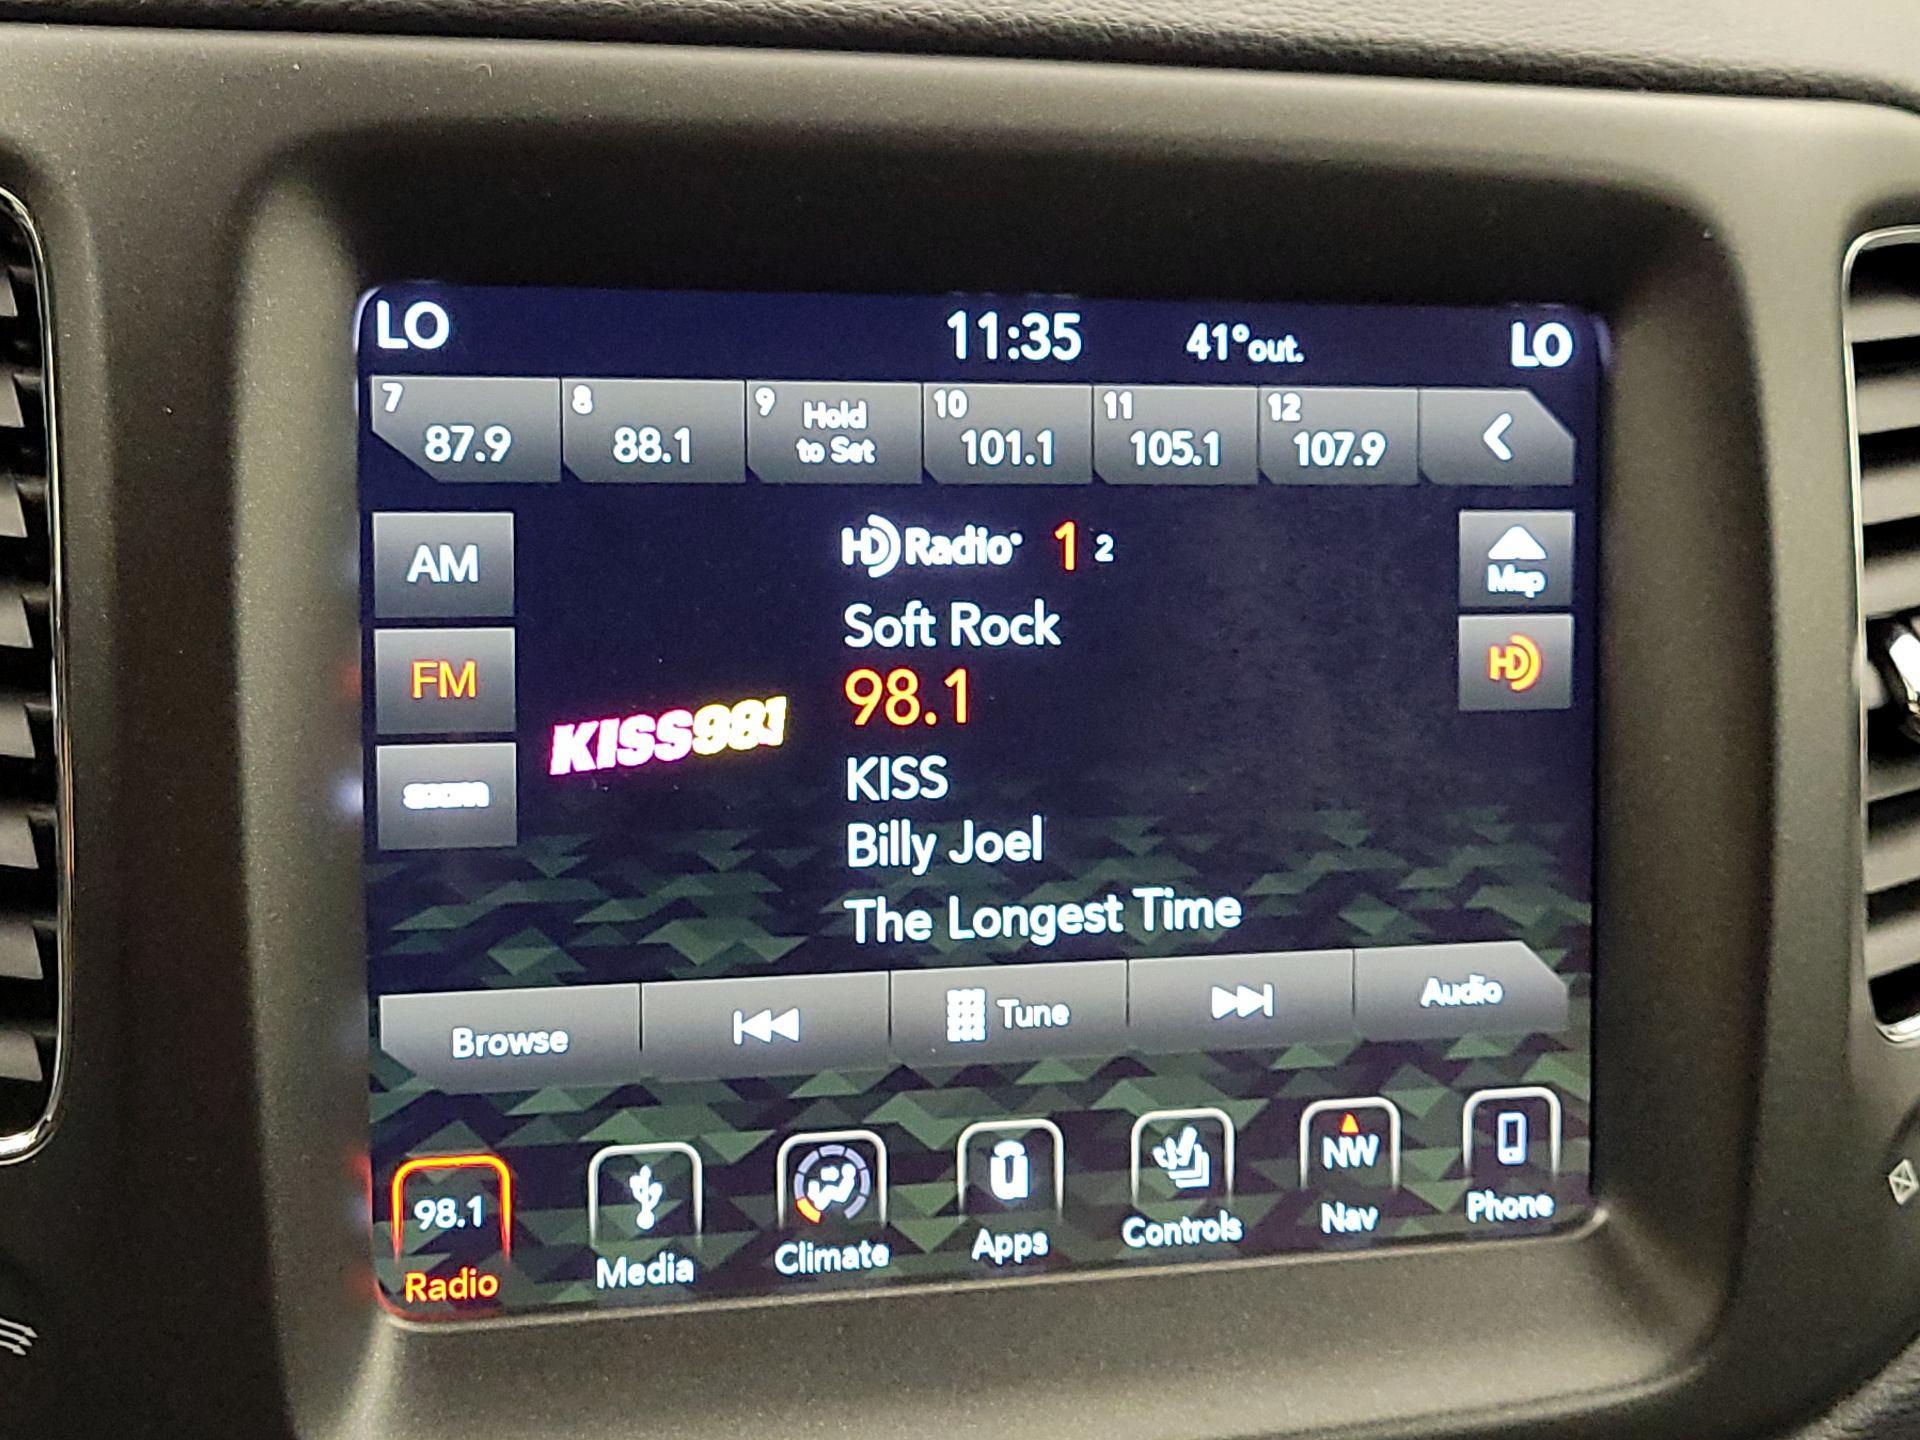 LO 11:35 41°out. LO
7 87.9
8 88.1
9 Hold
to Set
10 101.1
11 105.1
12 107.9
AM
FM
HD Radio 1 2
Soft Rock
98.1
KISS
Billy Joel
The Longest Time
KISS981
Map
HD
Browse Tune Audio
98.1 NW
Radio Media Climate Apps Controls Nav Phone